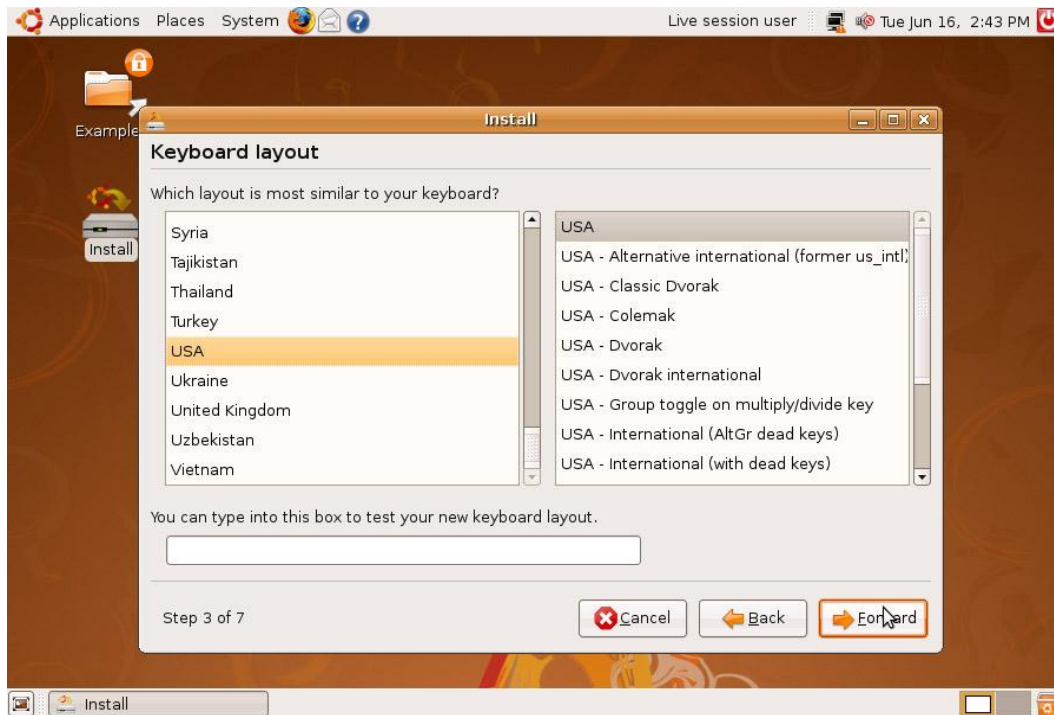 Applications Places System Live session user Tue Jun 16, 2:43 PM
Example
Install
Install
Keyboard layout
Which layout is most similar to your keyboard?
Syria
Tajikistan
Thailand
Turkey
USA
Ukraine
United Kingdom
Uzbekistan
Vietnam
USA
USA - Alternative international (former us_intl)
USA - Classic Dvorak
USA - Colemak
USA - Dvorak
USA - Dvorak international
USA - Group toggle on multiply/divide key
USA - International (AltGr dead keys)
USA - International (with dead keys)
You can type into this box to test your new keyboard layout.
Step 3 of 7
Cancel Back Forward
Install